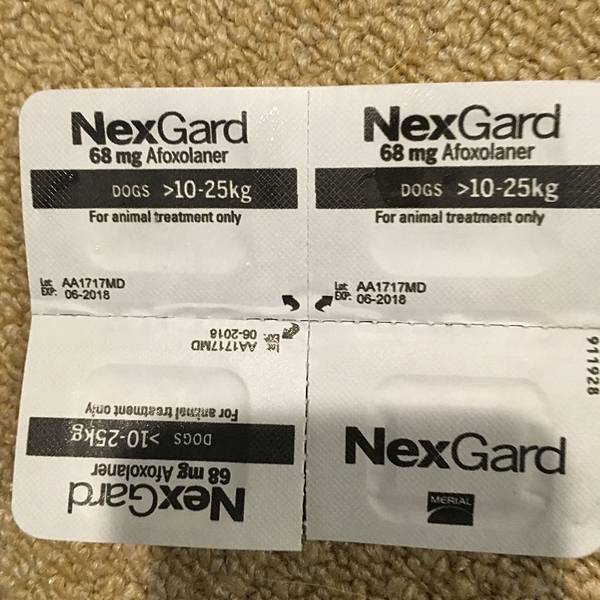 NexGard
68 mg Afoxolaner
DOGS >10-25kg
For animal treatment only
Lot AA1717MD
EXP: 06-2018
NexGard
68 mg Afoxolaner
DOGS >10-25kg
For animal treatment only
Lot AA1717MD
EXP: 06-2018
NexGard
68 mg Afoxolaner
DOGS >10-25kg
For animal treatment only
Lot AA1717MD
EXP: 06-2018
911928
NexGard
MERIAL